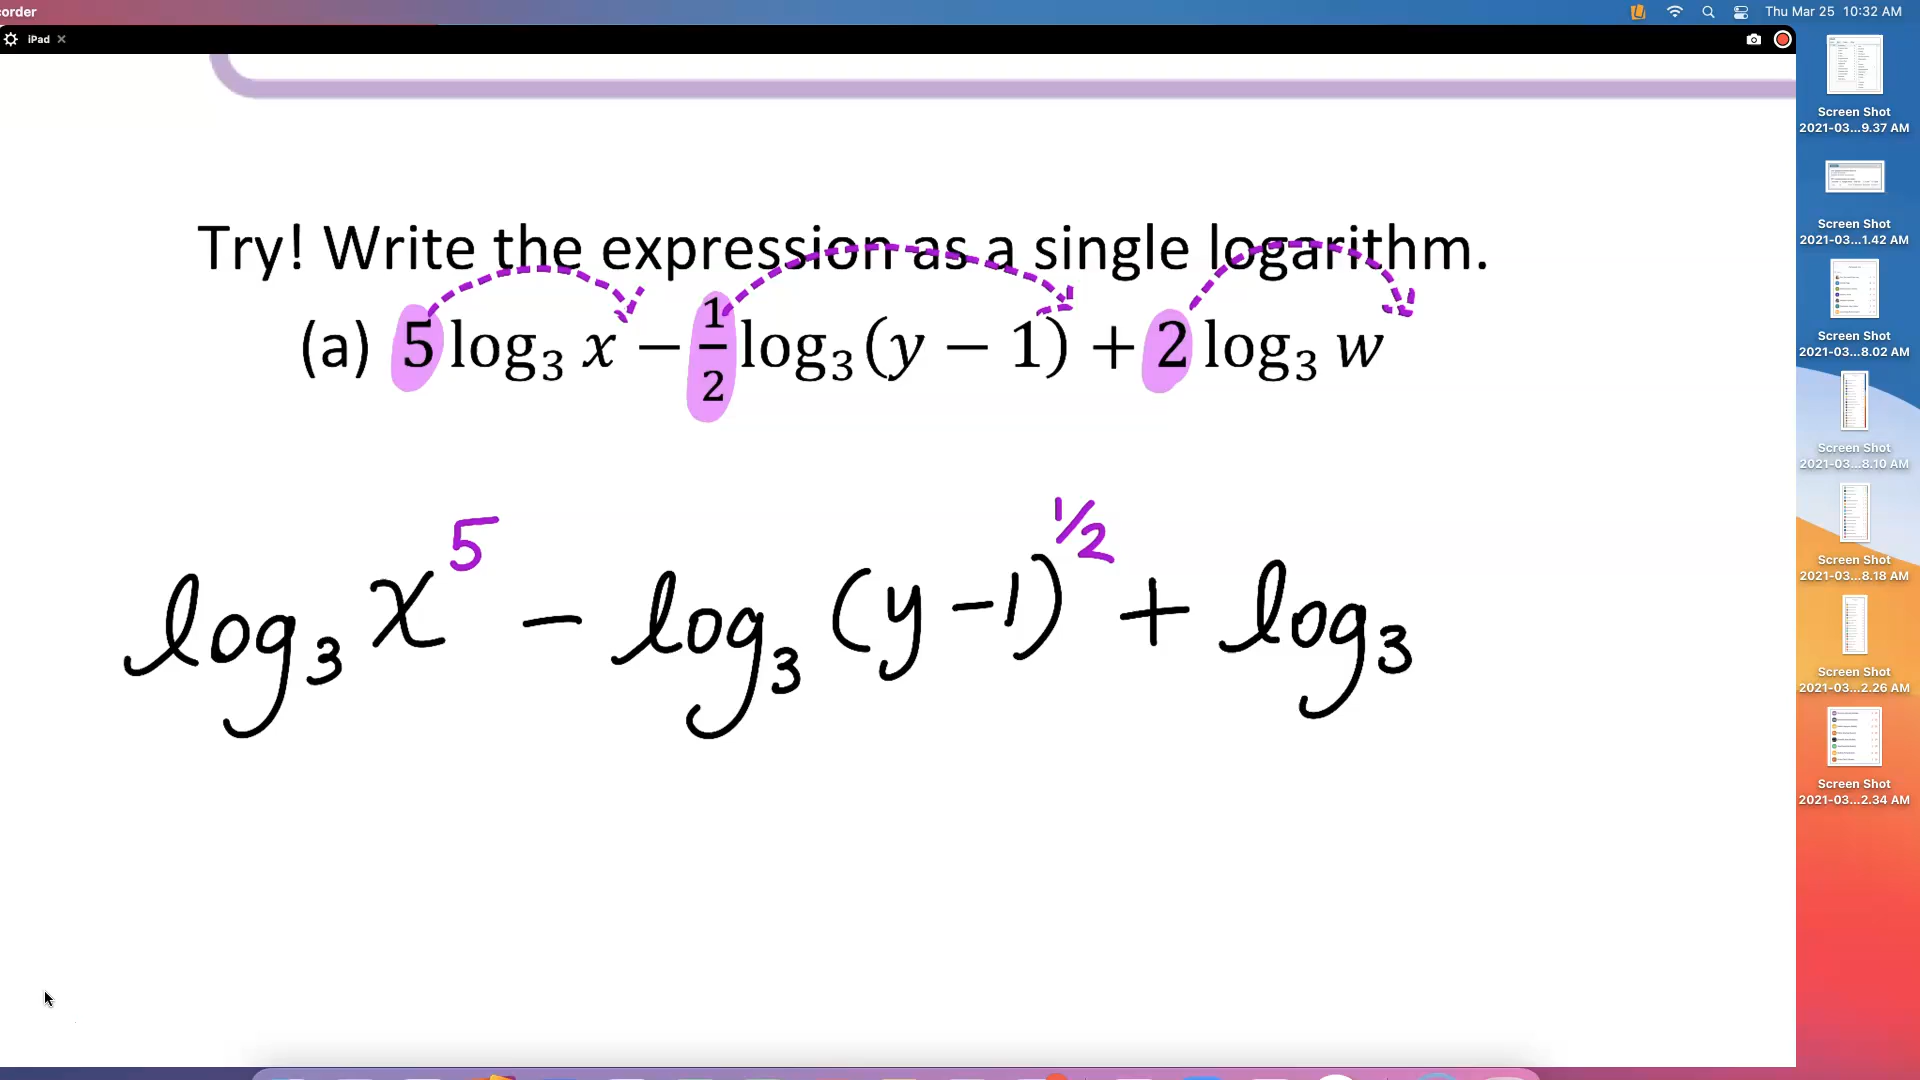 corder
Thu Mar 25 10:32 AM
iPad
Try! Write the expression as a single logarithm.
(a) 5 log₃ x − 1/2 log₃(y − 1) + 2 log₃ w
log₃ x⁵ − log₃ (y−1)^1/2 + log₃
Screen Shot
2021-03...9.37 AM
Screen Shot
2021-03...1.42 AM
Screen Shot
2021-03...8.02 AM
Screen Shot
2021-03...8.10 AM
Screen Shot
2021-03...8.18 AM
Screen Shot
2021-03...2.26 AM
Screen Shot
2021-03...2.34 AM